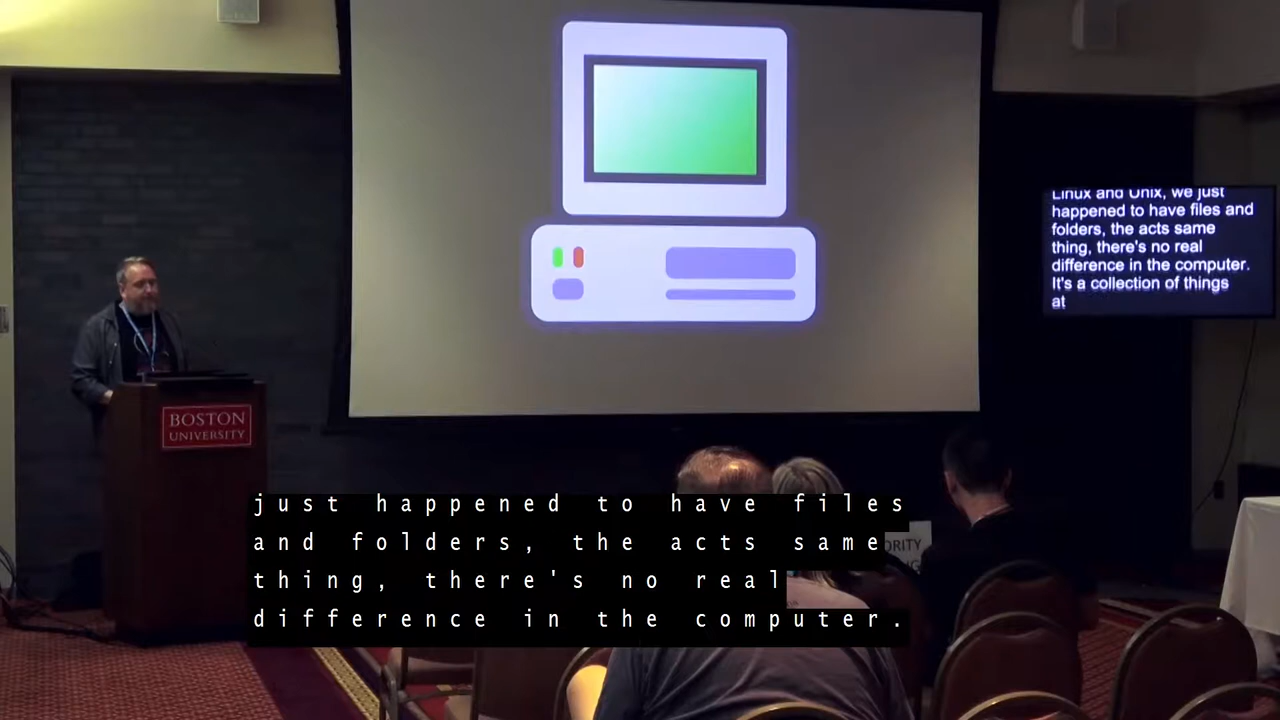 Linux and Unix, we just
happened to have files and
folders, the acts same
thing, there's no real
difference in the computer.
It's a collection of things
at
BOSTON
UNIVERSITY
just happened to have files
and folders, the acts same
thing, there's no real
difference in the computer.